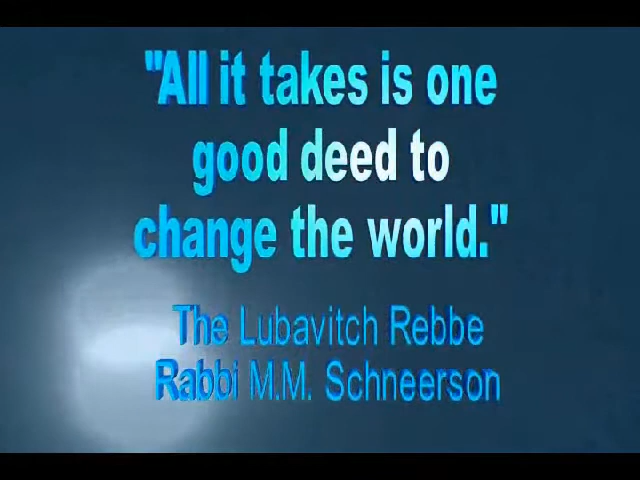 "All it takes is one
good deed to
change the world."
The Lubavitch Rebbe
Rabbi M.M. Schneerson